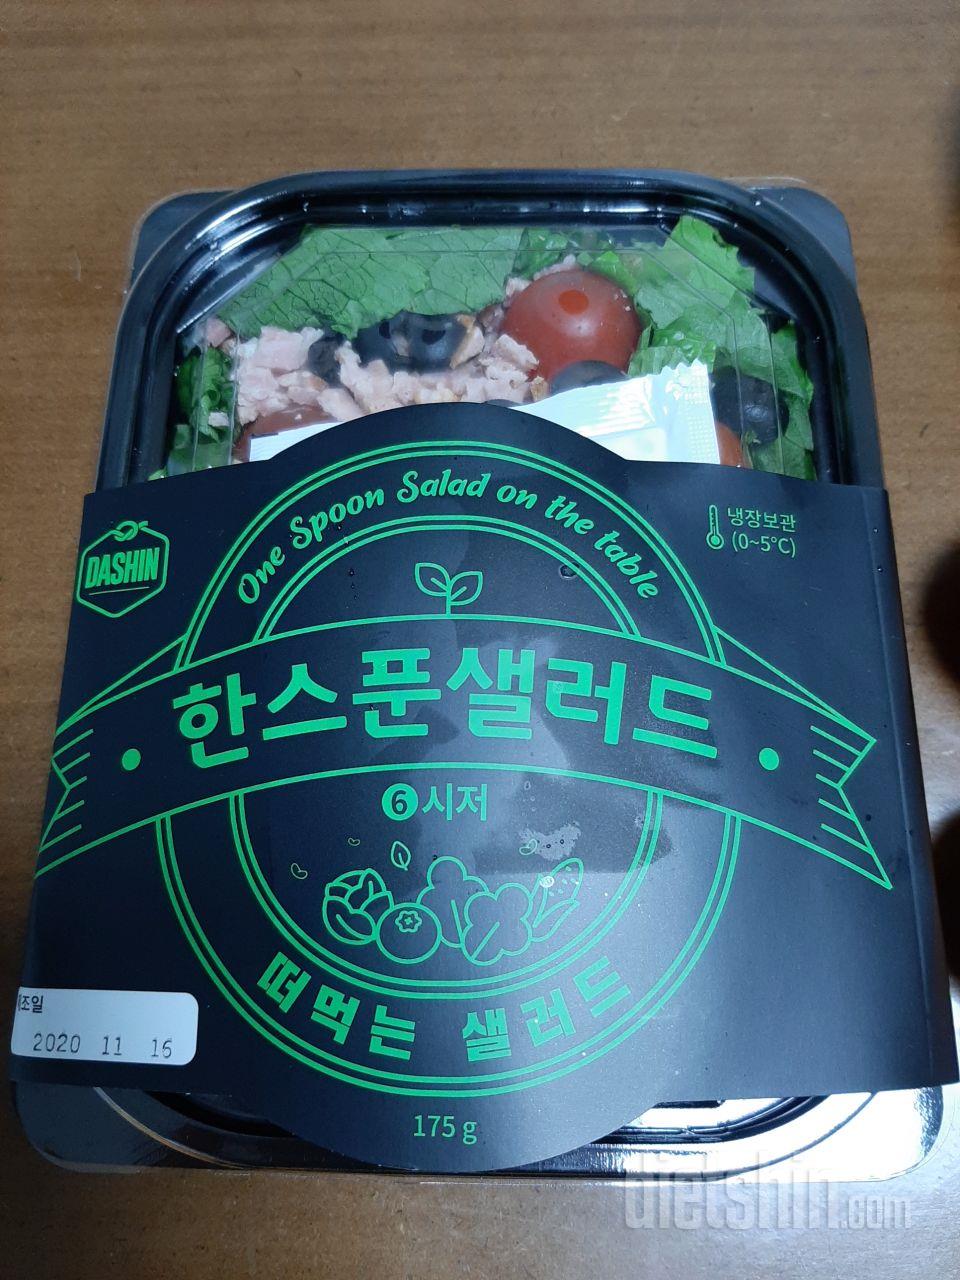 One Spoon Salad on the table
냉장보관
(0~5℃)
DASHIN
한스푼샐러드
6 시저
떠먹는 샐러드
제조일
2020 11 16
175 g
dietshin.com